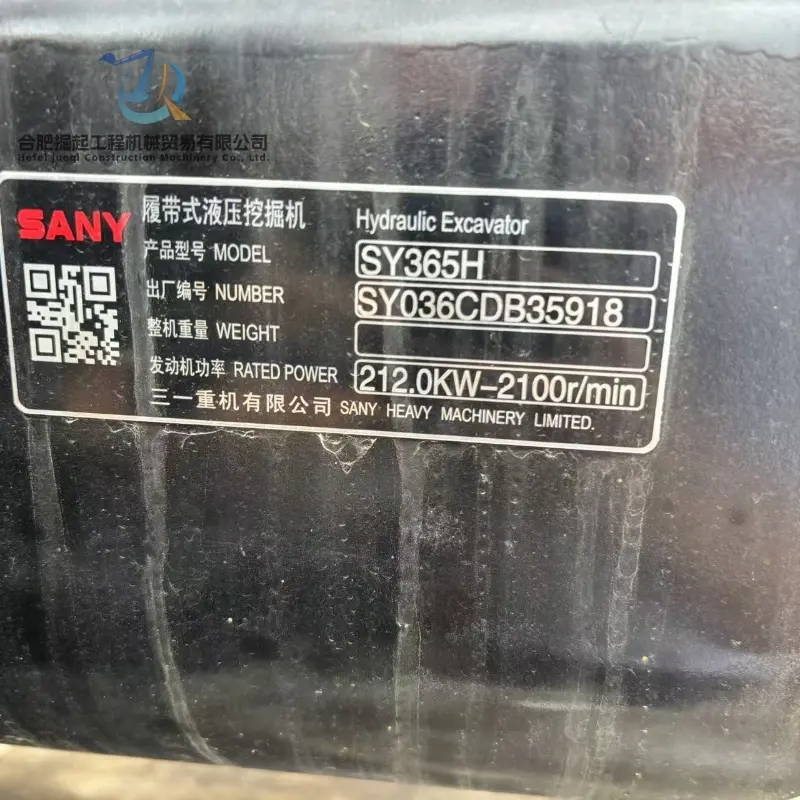 合肥掘起工程机械贸易有限公司
Hefei Jueqi Construction Machinery Co., Ltd.
SANY 履带式液压挖掘机 Hydraulic Excavator
产品型号 MODEL SY365H
出厂编号 NUMBER SY036CDB35918
整机重量 WEIGHT
发动机功率 RATED POWER 212.0KW-2100r/min
三一重机有限公司 SANY HEAVY MACHINERY LIMITED.